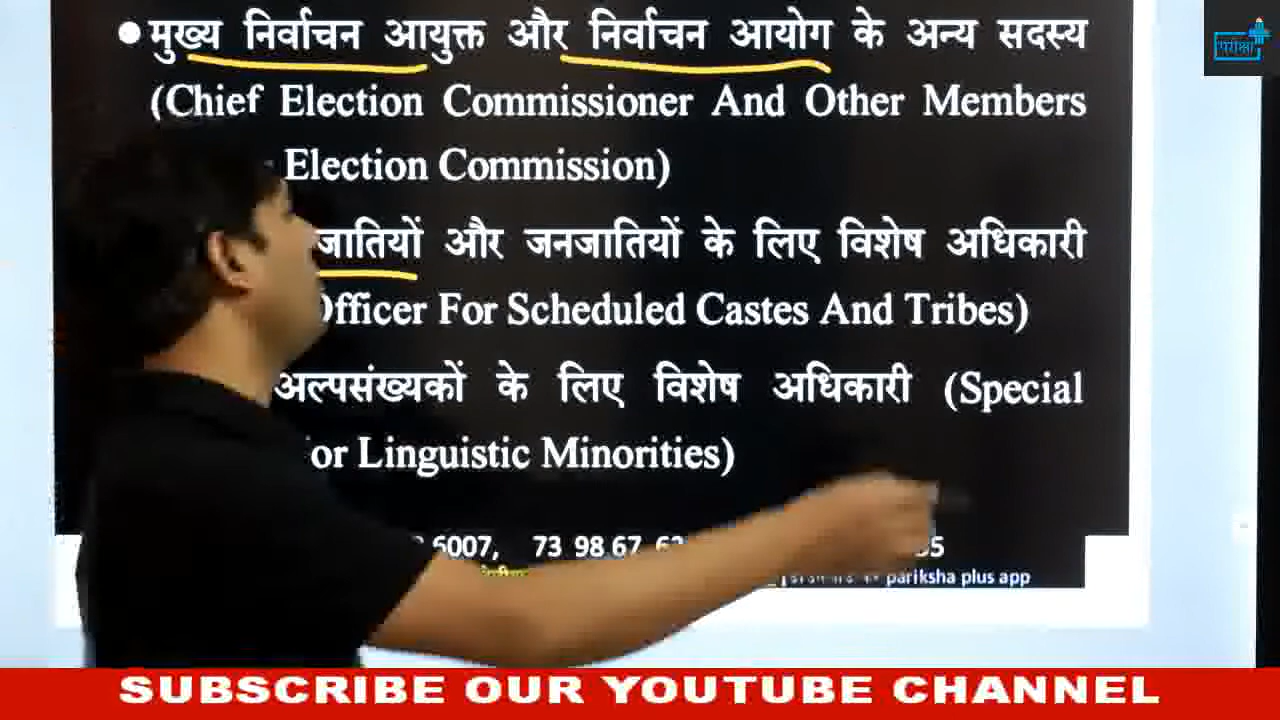 परीक्षा
मुख्य निर्वाचन आयुक्त और निर्वाचन आयोग के अन्य सदस्य
(Chief Election Commissioner And Other Members
Election Commission)
जातियों और जनजातियों के लिए विशेष अधिकारी
Officer For Scheduled Castes And Tribes)
अल्पसंख्यकों के लिए विशेष अधिकारी (Special
or Linguistic Minorities)
6007, 73 98 67
pariksha plus app
SUBSCRIBE OUR YOUTUBE CHANNEL